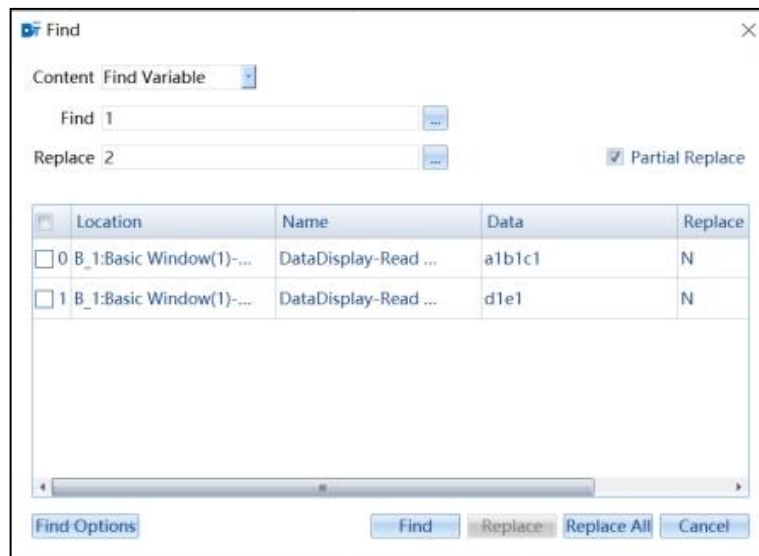 Find
Content Find Variable
Find 1 ...
Replace 2 ... Partial Replace
Location Name Data Replace
0 B_1:Basic Window(1)-... DataDisplay-Read ... a1b1c1 N
1 B_1:Basic Window(1)-... DataDisplay-Read ... d1e1 N
Find Options Find Replace Replace All Cancel